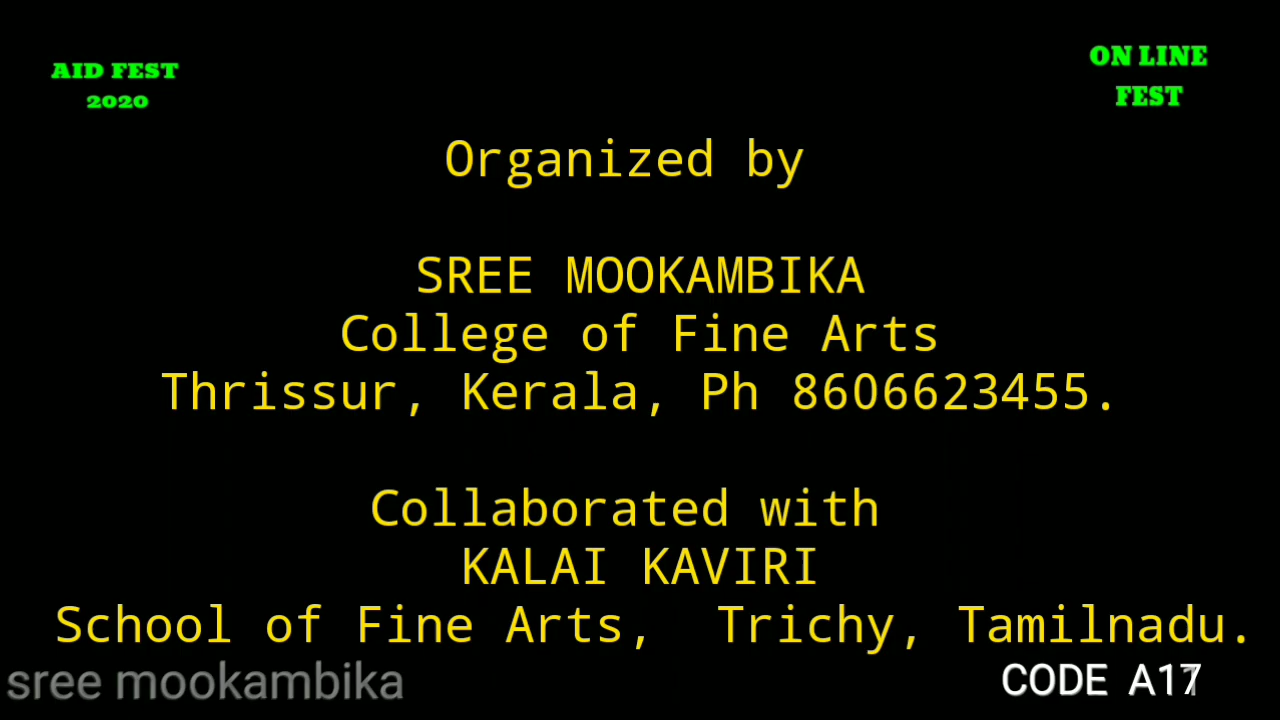 AID FEST
2020
ON LINE
FEST
Organized by
SREE MOOKAMBIKA
College of Fine Arts
Thrissur, Kerala, Ph 8606623455.
Collaborated with
KALAI KAVIRI
School of Fine Arts, Trichy, Tamilnadu.
sree mookambika
CODE A17